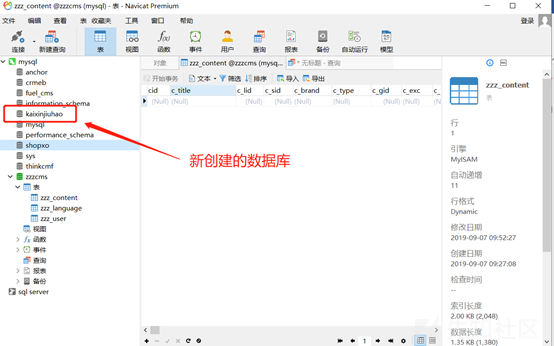 zzz_content @zzzcms (mysql) - 表 - Navicat Premium
文件 编辑 查看 表 收藏夹 工具 窗口 帮助 登录
连接 新建查询 表 视图 函数 事件 用户 查询 报表 备份 自动运行 模型
mysql
anchor
crmeb
fuel_cms
information_schema
kaixinjiuhao
mysql
performance_schema
shopxo
sys
thinkcmf
zzzcms
表
zzz_content
zzz_language
zzz_user
视图
函数
事件
查询
报表
备份
sql server
对象 zzz_content @zzzcms (mysql)... * 无标题 - 查询
开始事务 文本 筛选 排序 导入 导出
cid c_title c_lid c_sid c_brand c_type c_gid c_exc c_
(Null) (Null) (Null) (Null) (Null) (Null) (Null) (Null) (
新创建的数据库
1
zzz_content
表
行
1
引擎
MyISAM
自动递增
11
行格式
Dynamic
修改日期
2019-09-07 09:52:27
创建日期
2019-09-07 09:27:08
检查时间
--
索引长度
2.00 KB (2,048)
数据长度
1.35 KB (1,380)